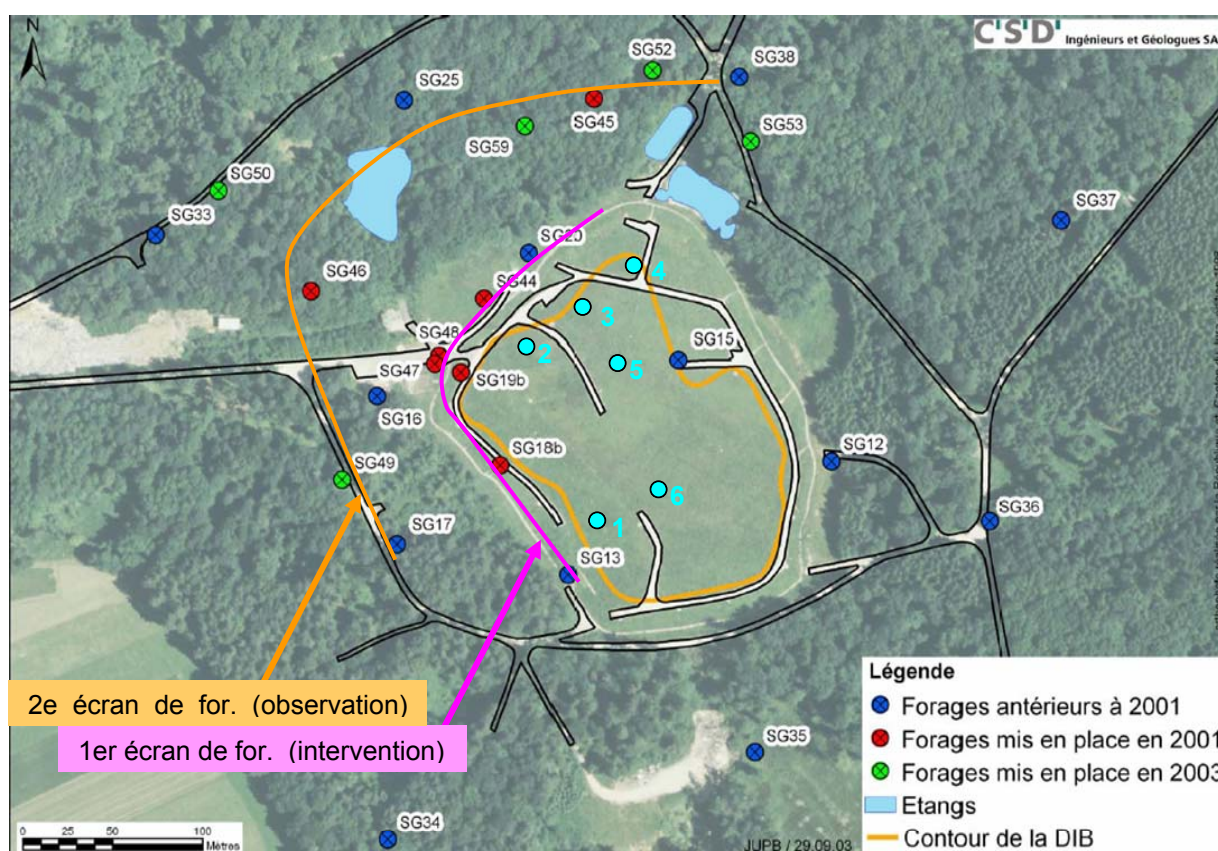 N
C'S'D' Ingénieurs et Géologues SA
SG52
SG38
SG25
SG45
SG59
SG53
SG50
SG33
SG37
SG20
SG46
SG44
4
3
SG48
2
5
SG15
SG47
SG19b
SG16
SG18b
SG12
SG49
6
1
SG36
SG17
SG13
2e écran de for. (observation)
1er écran de for. (intervention)
SG35
SG34
Légende
Forages antérieurs à 2001
Forages mis en place en 2001
Forages mis en place en 2003
Etangs
Contour de la DIB
0 25 50 100
Mètres
JUPB / 29.09.03